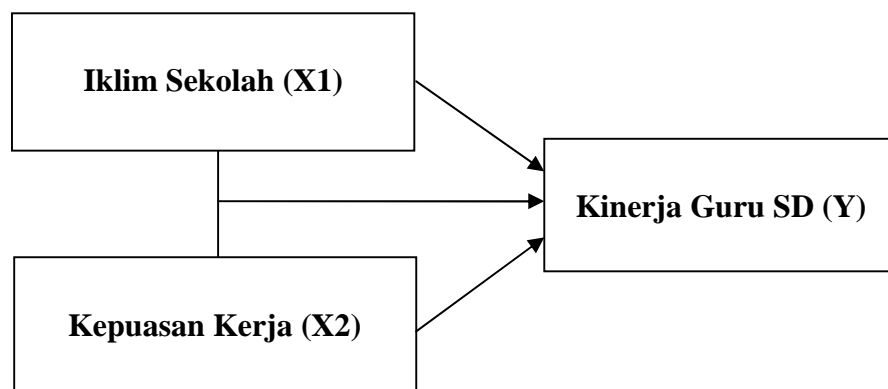 Iklim Sekolah (X1)
Kinerja Guru SD (Y)
Kepuasan Kerja (X2)